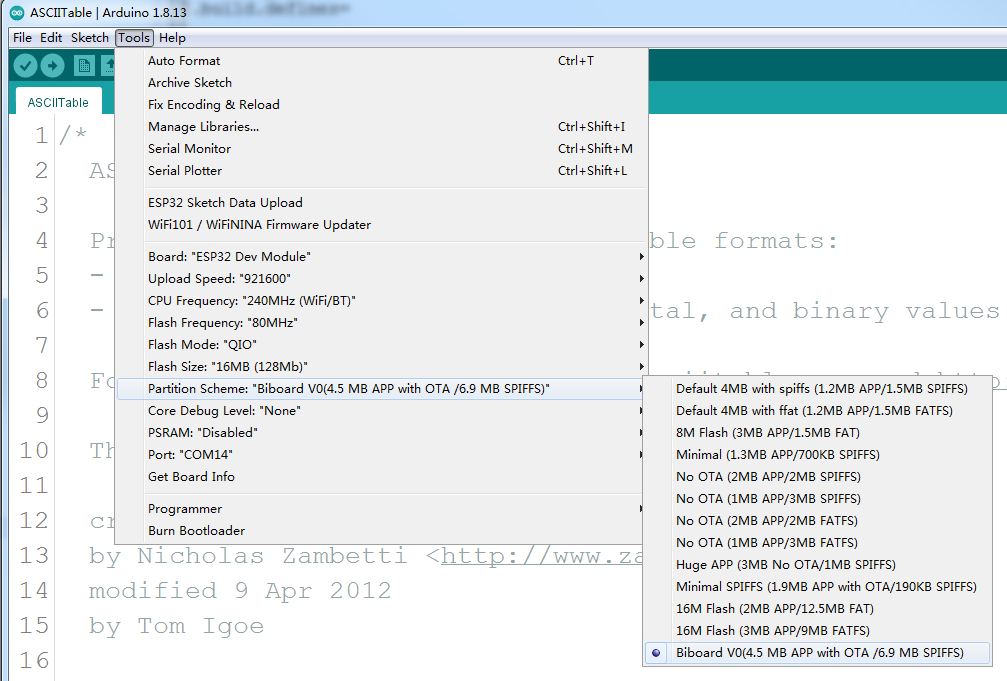 .build.defines=
ASCIITable | Arduino 1.8.13
File Edit Sketch Tools Help
Auto Format Ctrl+T
Archive Sketch
Fix Encoding & Reload
Manage Libraries... Ctrl+Shift+I
Serial Monitor Ctrl+Shift+M
Serial Plotter Ctrl+Shift+L
ESP32 Sketch Data Upload
WiFi101 / WiFiNINA Firmware Updater
Board: "ESP32 Dev Module"
Upload Speed: "921600"
CPU Frequency: "240MHz (WiFi/BT)"
Flash Frequency: "80MHz"
Flash Mode: "QIO"
Flash Size: "16MB (128Mb)"
Partition Scheme: "Biboard V0(4.5 MB APP with OTA /6.9 MB SPIFFS)"
Core Debug Level: "None"
PSRAM: "Disabled"
Port: "COM14"
Get Board Info
Programmer
Burn Bootloader
Default 4MB with spiffs (1.2MB APP/1.5MB SPIFFS)
Default 4MB with ffat (1.2MB APP/1.5MB FATFS)
8M Flash (3MB APP/1.5MB FAT)
Minimal (1.3MB APP/700KB SPIFFS)
No OTA (2MB APP/2MB SPIFFS)
No OTA (1MB APP/3MB SPIFFS)
No OTA (2MB APP/2MB FATFS)
No OTA (1MB APP/3MB FATFS)
Huge APP (3MB No OTA/1MB SPIFFS)
Minimal SPIFFS (1.9MB APP with OTA/190KB SPIFFS)
16M Flash (2MB APP/12.5MB FAT)
16M Flash (3MB APP/9MB FATFS)
Biboard V0(4.5 MB APP with OTA /6.9 MB SPIFFS)
ASCIITable
1 /*
2 AS
3
4 Pr ble formats:
5 -
6 - tal, and binary values
7
8 Fo
9
10 Th
11
12 cr
13 by Nicholas Zambetti <http://www.za
14 modified 9 Apr 2012
15 by Tom Igoe
16